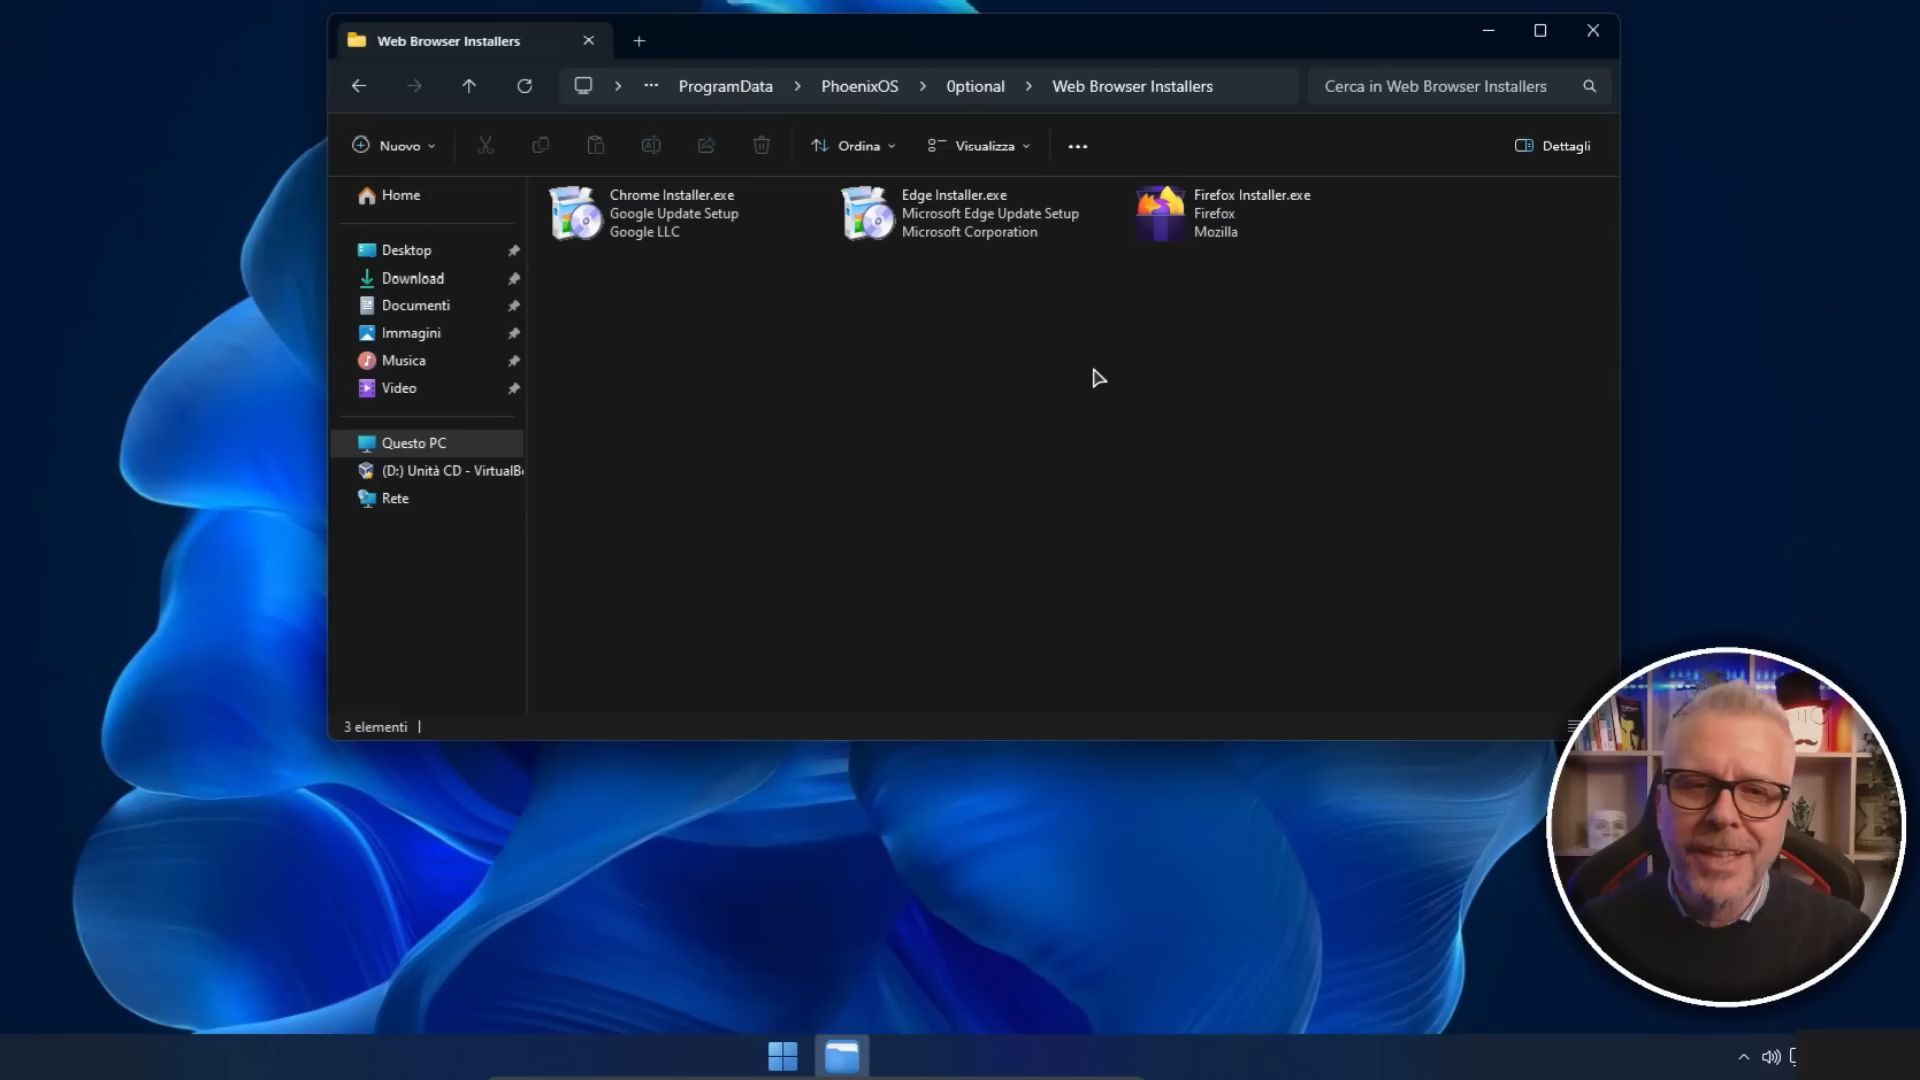 Web Browser Installers
ProgramData
PhoenixOS
0ptional
Web Browser Installers
Cerca in Web Browser Installers
Nuovo
Ordina
Visualizza
Dettagli
Home
Desktop
Download
Documenti
Immagini
Musica
Video
Questo PC
(D:) Unità CD - VirtualBo
Rete
Chrome Installer.exe
Google Update Setup
Google LLC
Edge Installer.exe
Microsoft Edge Update Setup
Microsoft Corporation
Firefox Installer.exe
Firefox
Mozilla
3 elementi